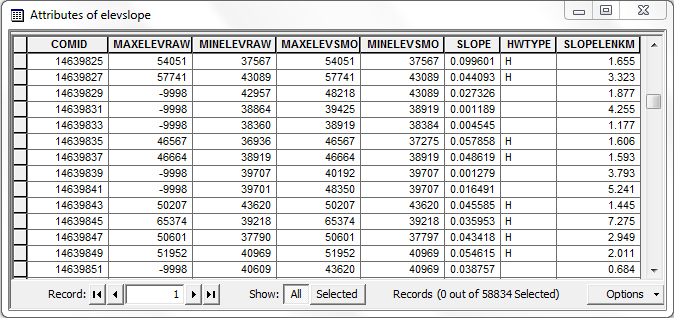 Attributes of elevslope
COMID MAXELEVRAW MINELEVRAW MAXELEVSMO MINELEVSMO SLOPE HWTYPE SLOPELENKM
14639825 54051 37567 54051 37567 0.099601 H 1.655
14639827 57741 43089 57741 43089 0.044093 H 3.323
14639829 -9998 42957 48218 43089 0.027326 1.877
14639831 -9998 38864 39425 38919 0.001189 4.255
14639833 -9998 38360 38919 38384 0.004545 1.177
14639835 46567 36936 46567 37275 0.057858 H 1.606
14639837 46664 38919 46664 38919 0.048619 H 1.593
14639839 -9998 39707 40192 39707 0.001279 3.793
14639841 -9998 39701 48350 39707 0.016491 5.241
14639843 50207 43620 50207 43620 0.045585 H 1.445
14639845 65374 39218 65374 39218 0.035953 H 7.275
14639847 50601 37790 50601 37790 0.043418 H 2.949
14639849 51952 40969 51952 40969 0.054615 H 2.011
14639851 -9998 40609 43620 40969 0.038757 0.684
Record: 1 Show: All Selected Records (0 out of 58834 Selected) Options